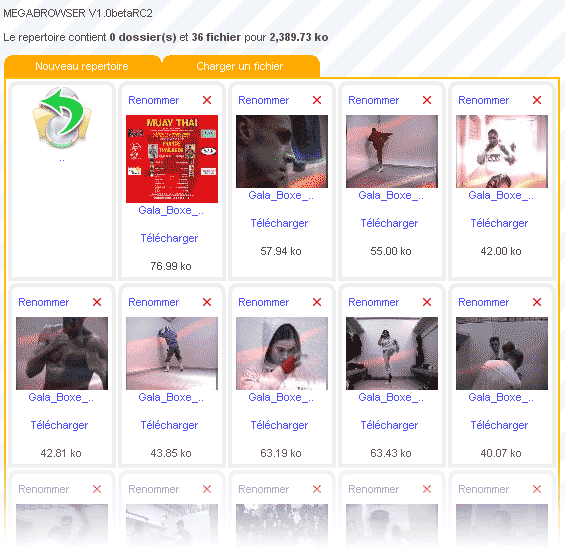 MEGABROWSER V1.0betaRC2
Le repertoire contient 0 dossier(s) et 36 fichier pour 2,389.73 ko
Nouveau repertoire Charger un fichier
Renommer Renommer Renommer Renommer
MUAY THAI
FRANCE
THAILANDE
..
Gala_Boxe_.. Gala_Boxe_.. Gala_Boxe_.. Gala_Boxe_..
Télécharger Télécharger Télécharger Télécharger
76.99 ko 57.94 ko 55.00 ko 42.00 ko
Renommer Renommer Renommer Renommer Renommer
Gala_Boxe_.. Gala_Boxe_.. Gala_Boxe_.. Gala_Boxe_.. Gala_Boxe_..
Télécharger Télécharger Télécharger Télécharger Télécharger
42.81 ko 43.85 ko 63.19 ko 63.43 ko 40.07 ko
Renommer Renommer Renommer Renommer Renommer